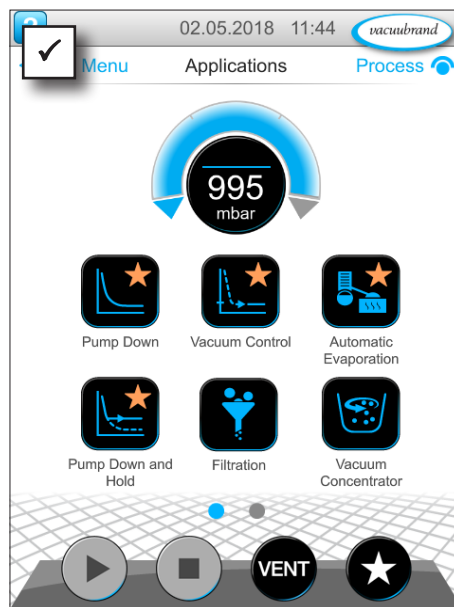 02.05.2018 11:44 vacuubrand
Menu Applications Process
995
mbar
Pump Down Vacuum Control Automatic
Evaporation
Pump Down and
Hold Filtration Vacuum
Concentrator
VENT